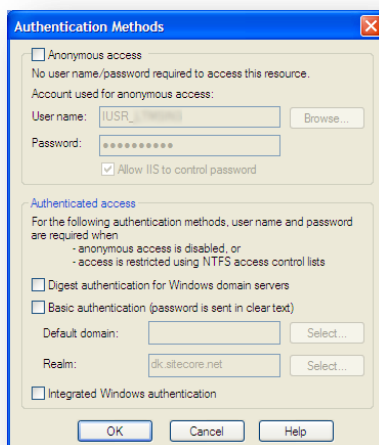 Authentication Methods
Anonymous access
No user name/password required to access this resource.
Account used for anonymous access:
User name: IUSR_ Browse...
Password: ••••••••••
Allow IIS to control password
Authenticated access
For the following authentication methods, user name and password
are required when
- anonymous access is disabled, or
- access is restricted using NTFS access control lists
Digest authentication for Windows domain servers
Basic authentication (password is sent in clear text)
Default domain: Select...
Realm: dk.sitecore.net Select...
Integrated Windows authentication
OK Cancel Help